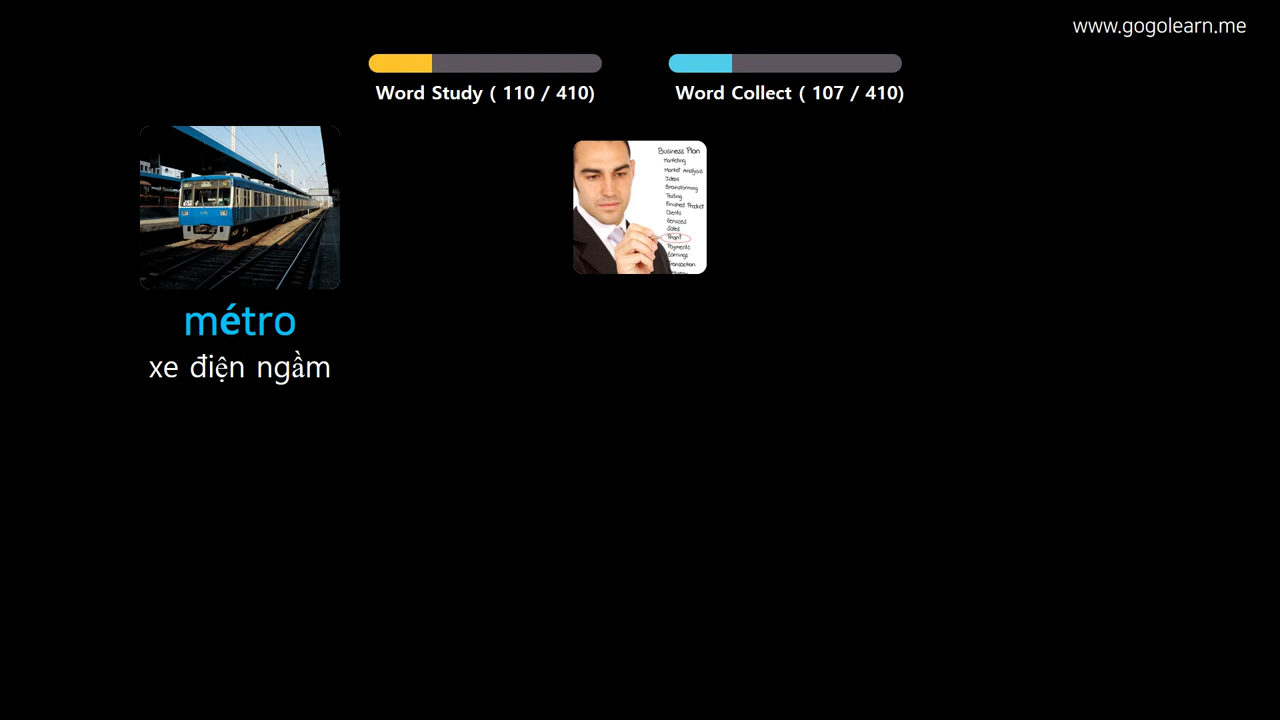 www.gogolearn.me
Word Study ( 110 / 410)
Word Collect ( 107 / 410)
métro
xe điện ngầm
Business Plan
Marketing
Market Analysis
Ideas
Brainstorming
Testing
Finished Product
Clients
Services
Sales
Profit
Payments
Earnings
Transaction